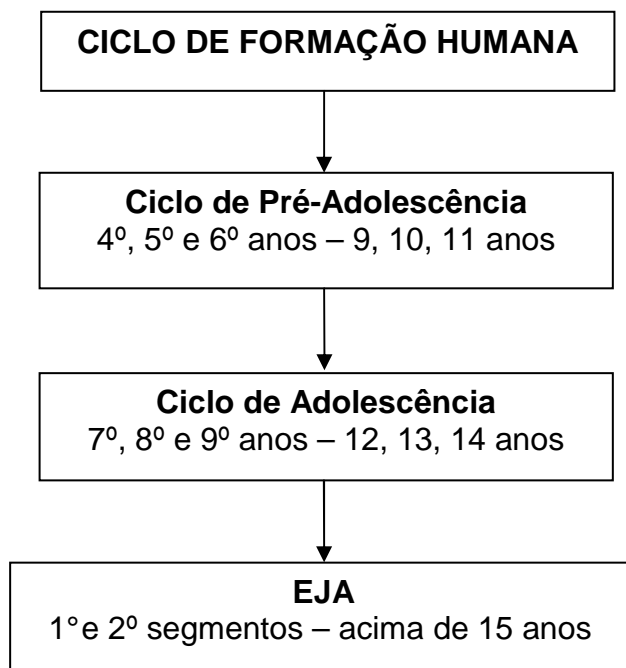 CICLO DE FORMAÇÃO HUMANA
Ciclo de Pré-Adolescência
4º, 5º e 6º anos – 9, 10, 11 anos
Ciclo de Adolescência
7º, 8º e 9º anos – 12, 13, 14 anos
EJA
1° e 2º segmentos – acima de 15 anos